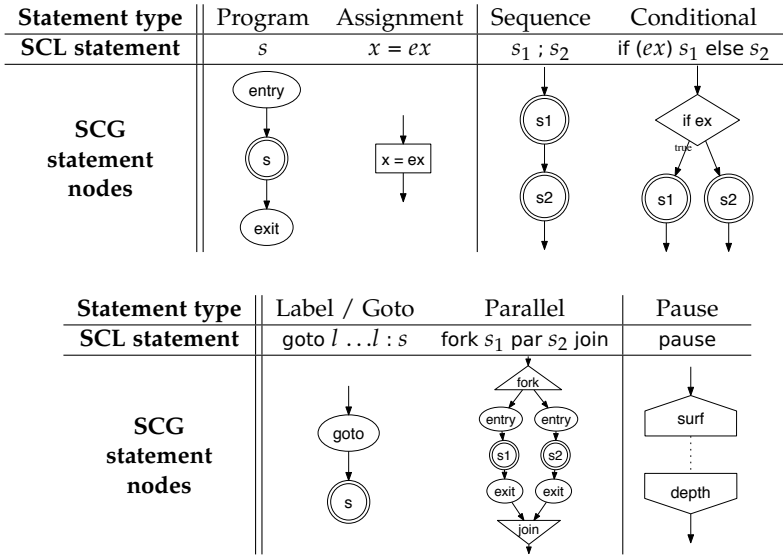 Statement type Program Assignment Sequence Conditional
SCL statement s x = ex s1 ; s2 if (ex) s1 else s2
SCG
statement
nodes
entry
s
exit
x = ex
s1
s2
if ex
true
s1 s2
Statement type Label / Goto Parallel Pause
SCL statement goto l …l : s fork s1 par s2 join pause
SCG
statement
nodes
goto
s
fork
entry entry
s1 s2
exit exit
join
surf
depth